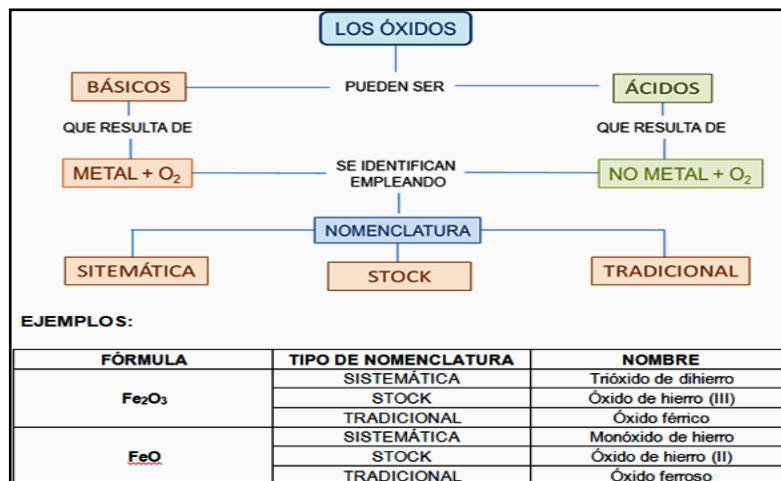 LOS ÓXIDOS
BÁSICOS
PUEDEN SER
ÁCIDOS
QUE RESULTA DE
QUE RESULTA DE
METAL + O₂
SE IDENTIFICAN
EMPLEANDO
NO METAL + O₂
NOMENCLATURA
SITEMÁTICA
STOCK
TRADICIONAL
EJEMPLOS:
FÓRMULA TIPO DE NOMENCLATURA NOMBRE
Fe₂O₃
SISTEMÁTICA Trióxido de dihierro
STOCK Óxido de hierro (III)
TRADICIONAL Óxido férrico
FeO
SISTEMÁTICA Monóxido de hierro
STOCK Óxido de hierro (II)
TRADICIONAL Óxido ferroso